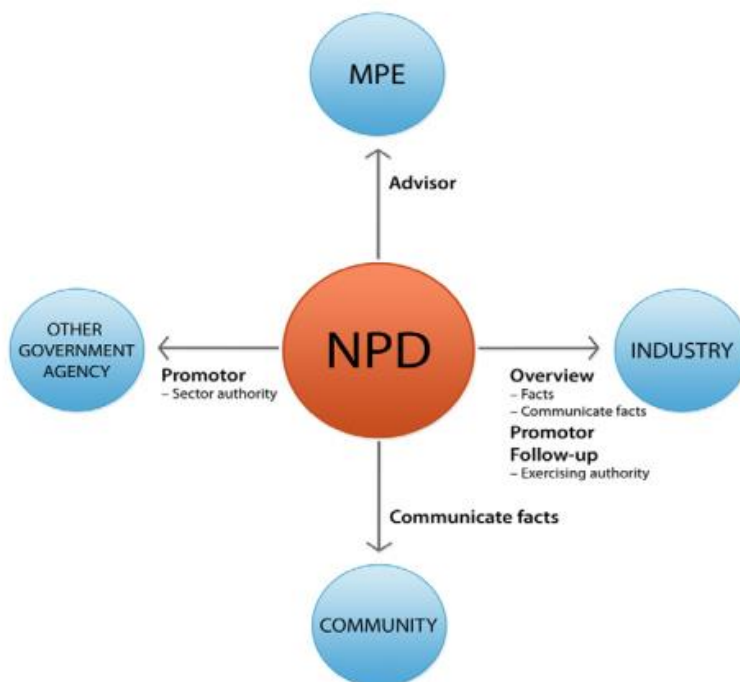 MPE
Advisor
OTHER
GOVERNMENT
AGENCY
Promotor
– Sector authority
NPD
INDUSTRY
Overview
– Facts
– Communicate facts
Promotor
Follow-up
– Exercising authority
Communicate facts
COMMUNITY